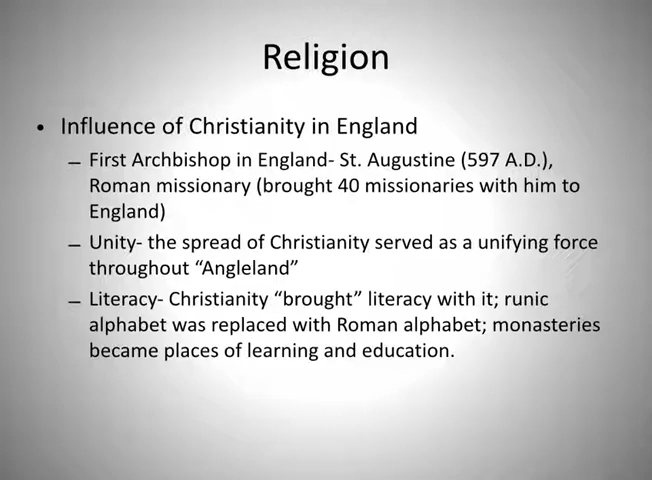 Religion
• Influence of Christianity in England
– First Archbishop in England- St. Augustine (597 A.D.),
Roman missionary (brought 40 missionaries with him to
England)
– Unity- the spread of Christianity served as a unifying force
throughout “Angleland”
– Literacy- Christianity “brought” literacy with it; runic
alphabet was replaced with Roman alphabet; monasteries
became places of learning and education.